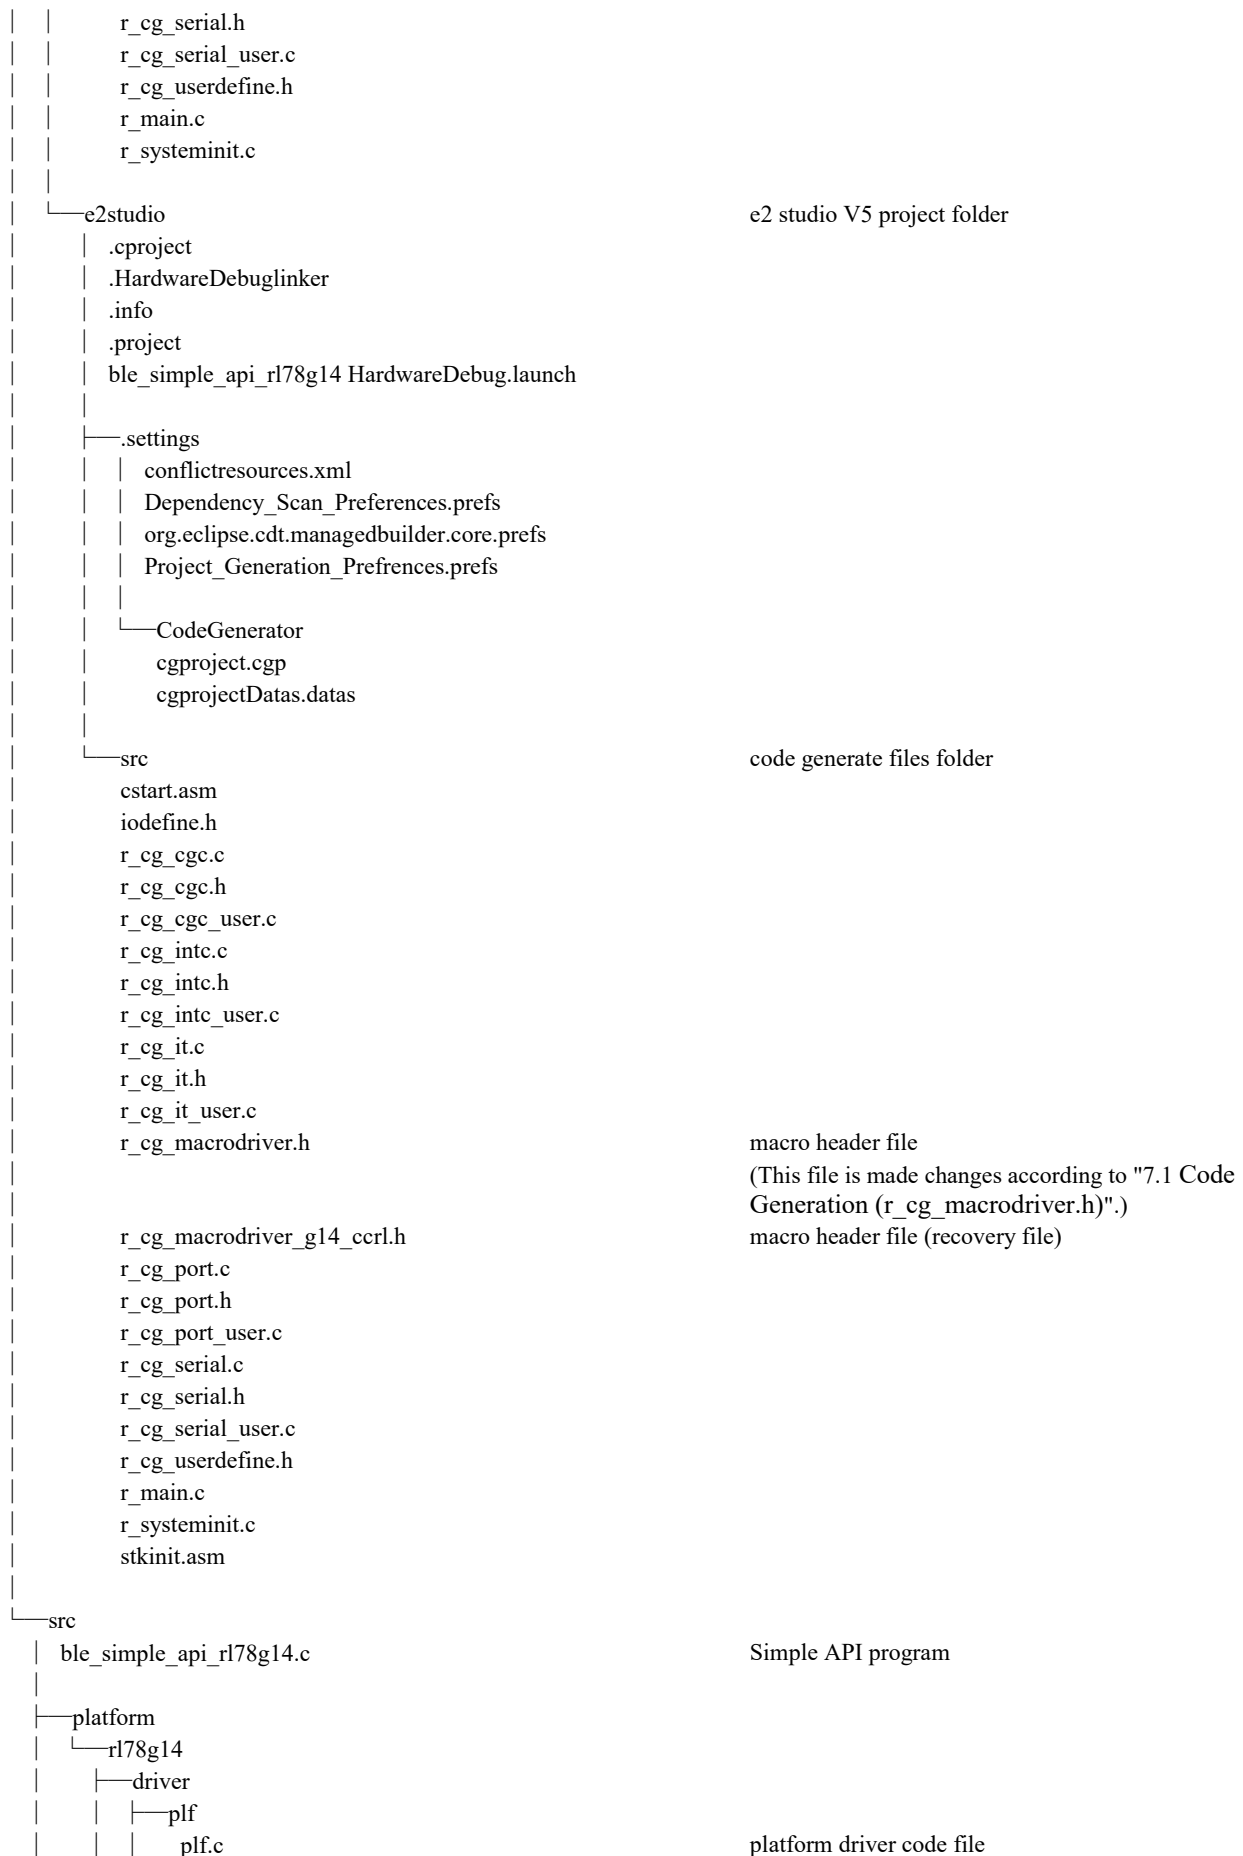 r_cg_serial.h
r_cg_serial_user.c
r_cg_userdefine.h
r_main.c
r_systeminit.c
e2studio e2 studio V5 project folder
.cproject
.HardwareDebuglinker
.info
.project
ble_simple_api_rl78g14 HardwareDebug.launch
.settings
conflictresources.xml
Dependency_Scan_Preferences.prefs
org.eclipse.cdt.managedbuilder.core.prefs
Project_Generation_Prefrences.prefs
CodeGenerator
cgproject.cgp
cgprojectDatas.datas
src code generate files folder
cstart.asm
iodefine.h
r_cg_cgc.c
r_cg_cgc.h
r_cg_cgc_user.c
r_cg_intc.c
r_cg_intc.h
r_cg_intc_user.c
r_cg_it.c
r_cg_it.h
r_cg_it_user.c
r_cg_macrodriver.h macro header file
(This file is made changes according to "7.1 Code
Generation (r_cg_macrodriver.h)".)
r_cg_macrodriver_g14_ccrl.h macro header file (recovery file)
r_cg_port.c
r_cg_port.h
r_cg_port_user.c
r_cg_serial.c
r_cg_serial.h
r_cg_serial_user.c
r_cg_userdefine.h
r_main.c
r_systeminit.c
stkinit.asm
src
ble_simple_api_rl78g14.c Simple API program
platform
rl78g14
driver
plf
plf.c platform driver code file